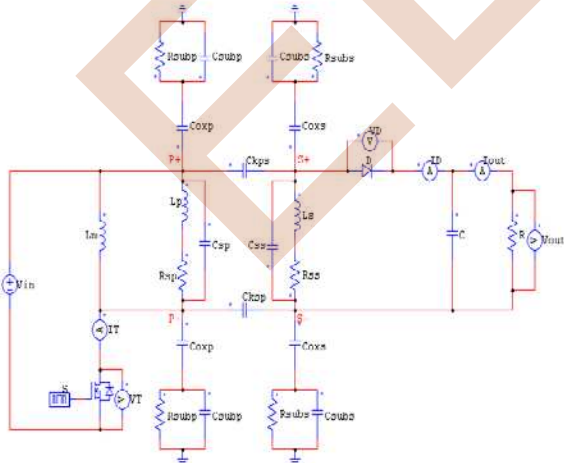 Rsubp Csubp Csubs Rsubs
Coxp Coxs
P+ Ckps S+ VD
V
D ID Iout
A A
Lp Ls
Lm Csp Css C R Vout
V
Vin Rsp Rss
Cksp
P S
IT Coxp Coxs
A
S VT
V
Rsubp Csubp Rsubs Csubs